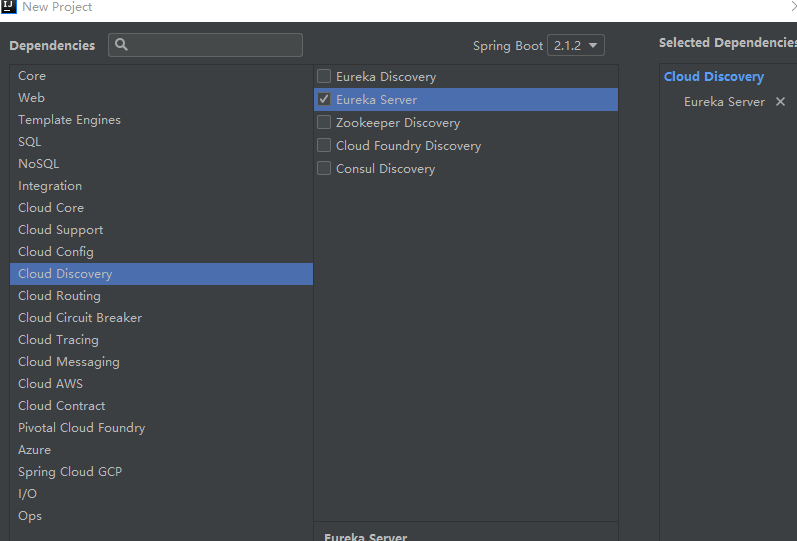 New Project
Dependencies
Spring Boot 2.1.2
Selected Dependencies
Core
Web
Template Engines
SQL
NoSQL
Integration
Cloud Core
Cloud Support
Cloud Config
Cloud Discovery
Cloud Routing
Cloud Circuit Breaker
Cloud Tracing
Cloud Messaging
Cloud AWS
Cloud Contract
Pivotal Cloud Foundry
Azure
Spring Cloud GCP
I/O
Ops
Eureka Discovery
Eureka Server
Zookeeper Discovery
Cloud Foundry Discovery
Consul Discovery
Eureka Server
Cloud Discovery
Eureka Server